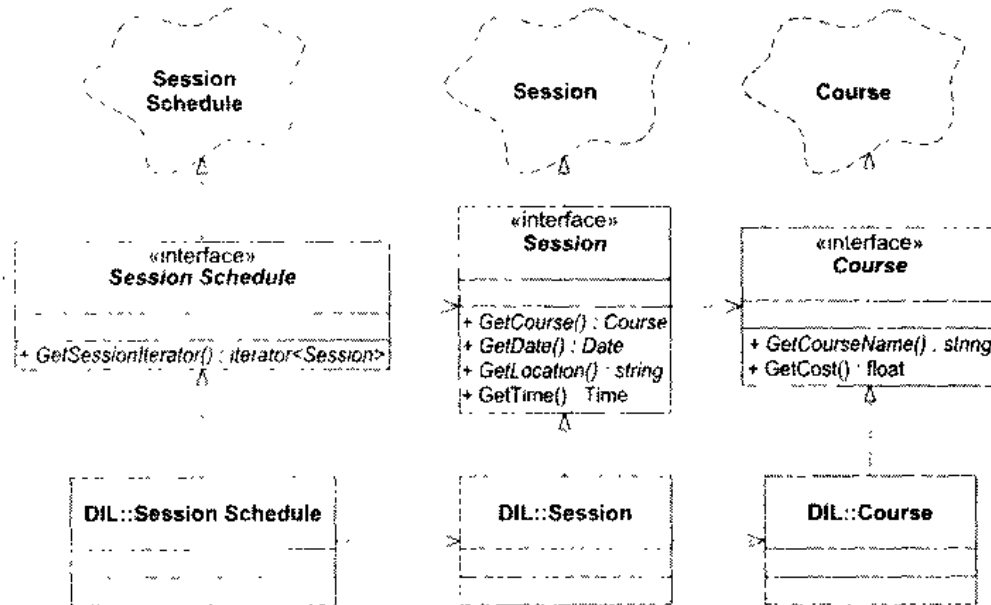 Session
Schedule
Session
Course
«interface»
Session Schedule
+ GetSessionIterator() : iterator<Session>
«interface»
Session
+ GetCourse() : Course
+ GetDate() : Date
+ GetLocation() : string
+ GetTime() : Time
«interface»
Course
+ GetCourseName() : string
+ GetCost() : float
DIL::Session Schedule
DIL::Session
DIL::Course